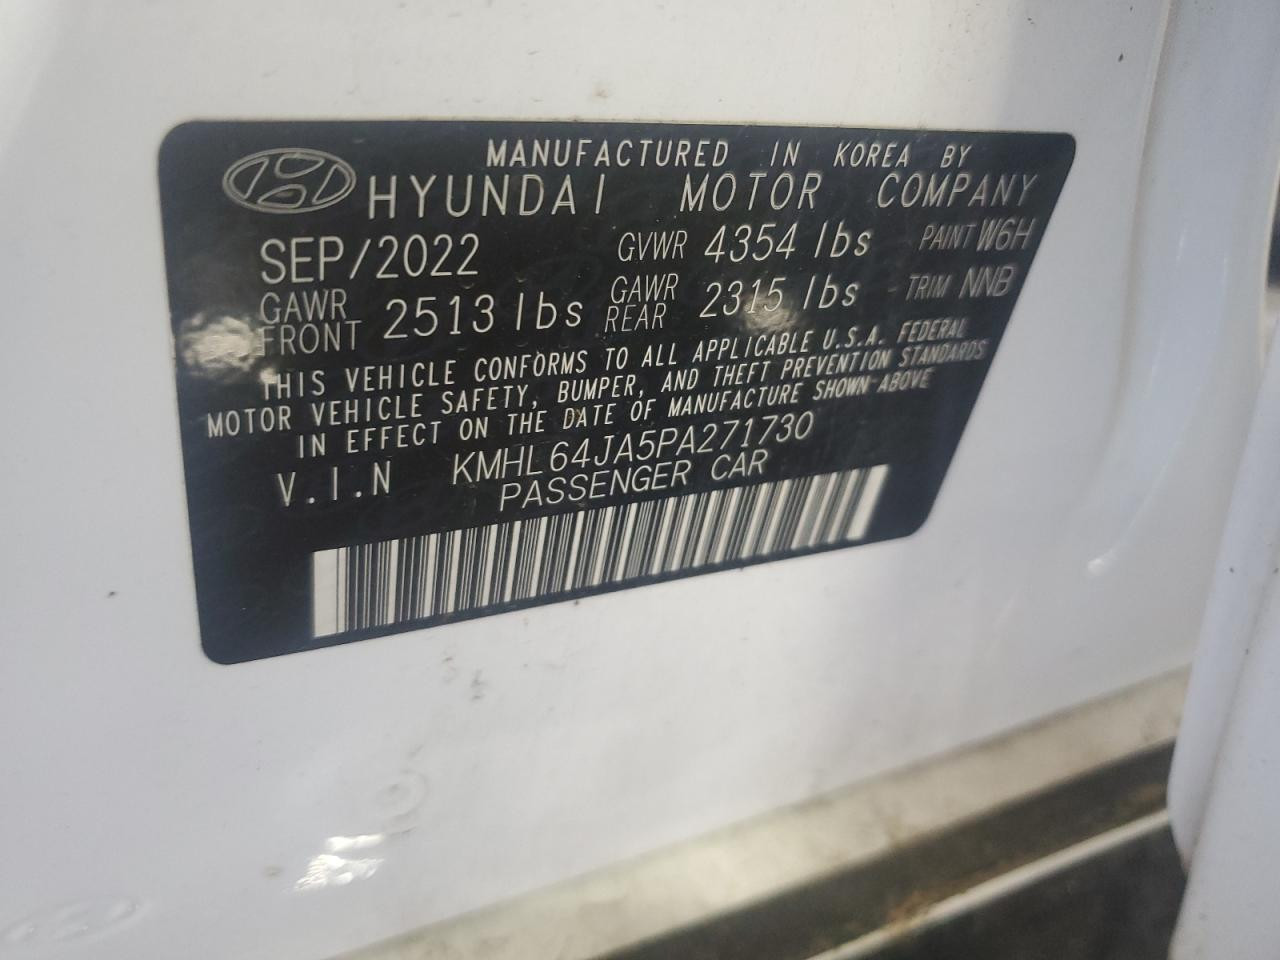 MANUFACTURED IN KOREA BY
HYUNDAI MOTOR COMPANY
SEP/2022 GVWR 4354 lbs PAINT W6H
GAWR FRONT 2513 lbs GAWR REAR 2315 lbs TRIM NNB
THIS VEHICLE CONFORMS TO ALL APPLICABLE U.S.A. FEDERAL
MOTOR VEHICLE SAFETY, BUMPER, AND THEFT PREVENTION STANDARDS
IN EFFECT ON THE DATE OF MANUFACTURE SHOWN ABOVE
V.I.N KMHL64JA5PA271730
PASSENGER CAR